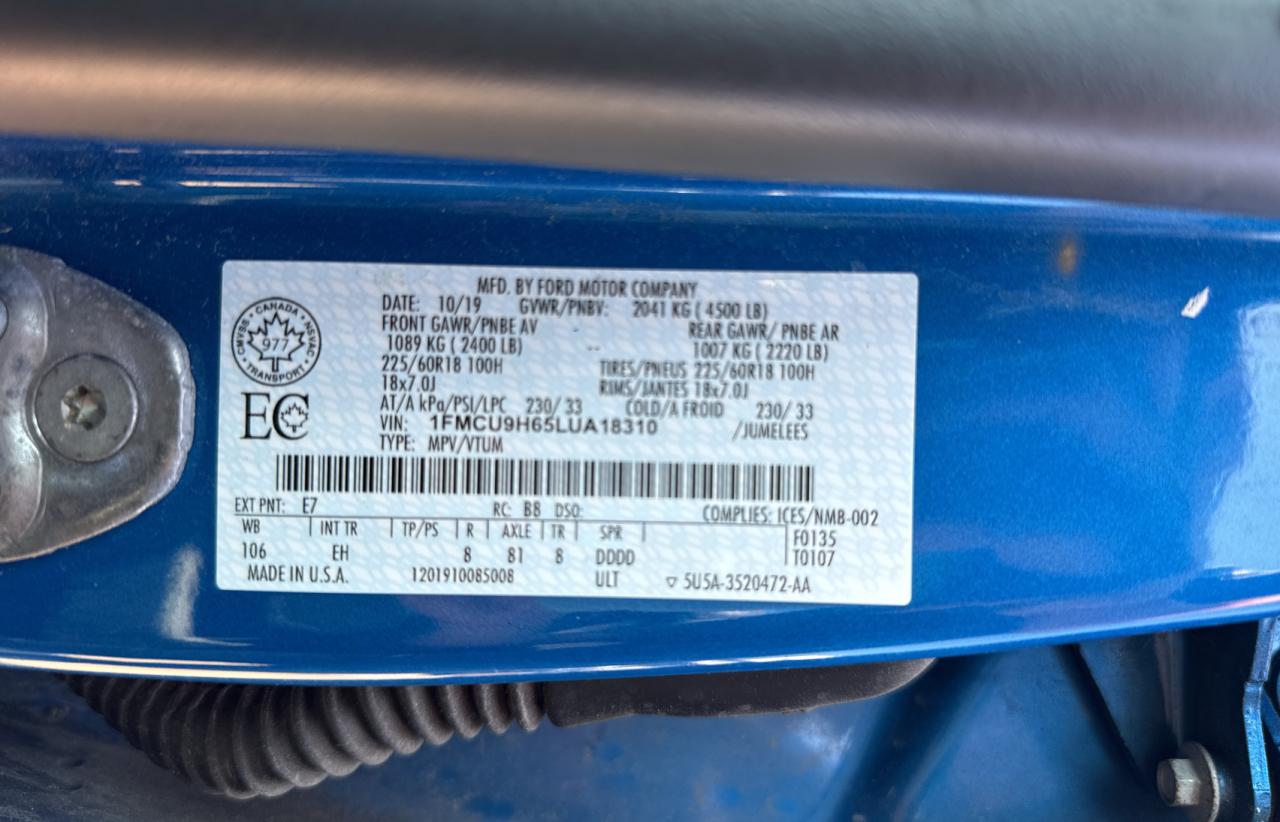 MFD. BY FORD MOTOR COMPANY
DATE: 10/19 GVWR/PNBV: 2041 KG ( 4500 LB)
FRONT GAWR/PNBE AV REAR GAWR/ PNBE AR
1089 KG ( 2400 LB) -- 1007 KG ( 2220 LB)
225/60R18 100H TIRES/PNEUS 225/60R18 100H
18x7.0J RIMS/JANTES 18x7.0J
AT/A kPa/PSI/LPC 230/ 33 COLD/A FROID 230/ 33
VIN: 1FMCU9H65LUA18310 /JUMELEES
TYPE: MPV/VTUM
CANADA
CMVSS · NSVAC
977
TRANSPORT
EC
EXT PNT: E7 RC: B8 DSO: COMPLIES: ICES/NMB-002
WB INT TR TP/PS R AXLE TR SPR F0135
106 EH 8 81 8 DDDD T0107
MADE IN U.S.A. 1201910085008 ULT ▽ 5U5A-3520472-AA